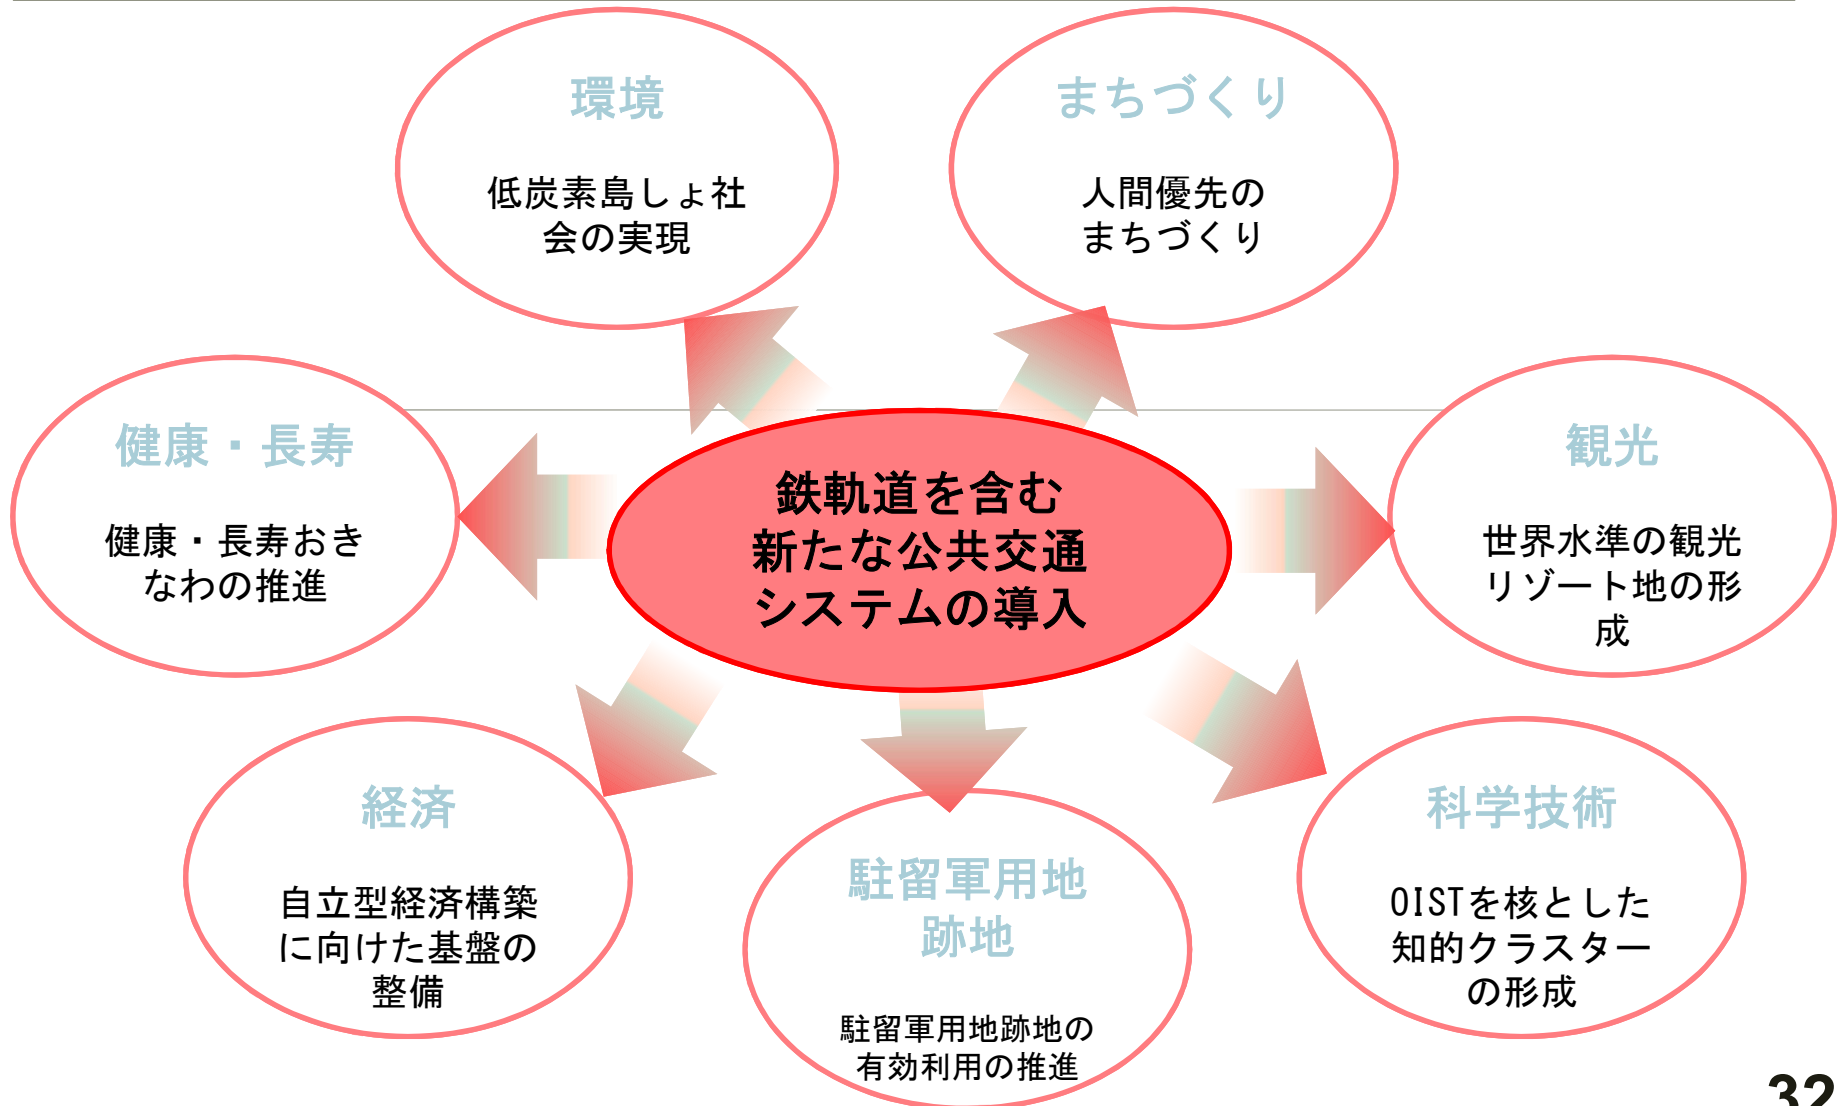 環境
低炭素島しょ社
会の実現
まちづくり
人間優先の
まちづくり
健康・長寿
健康・長寿おき
なわの推進
鉄軌道を含む
新たな公共交通
システムの導入
観光
世界水準の観光
リゾート地の形
成
経済
自立型経済構築
に向けた基盤の
整備
駐留軍用地
跡地
駐留軍用地跡地の
有効利用の推進
科学技術
OISTを核とした
知的クラスター
の形成
32